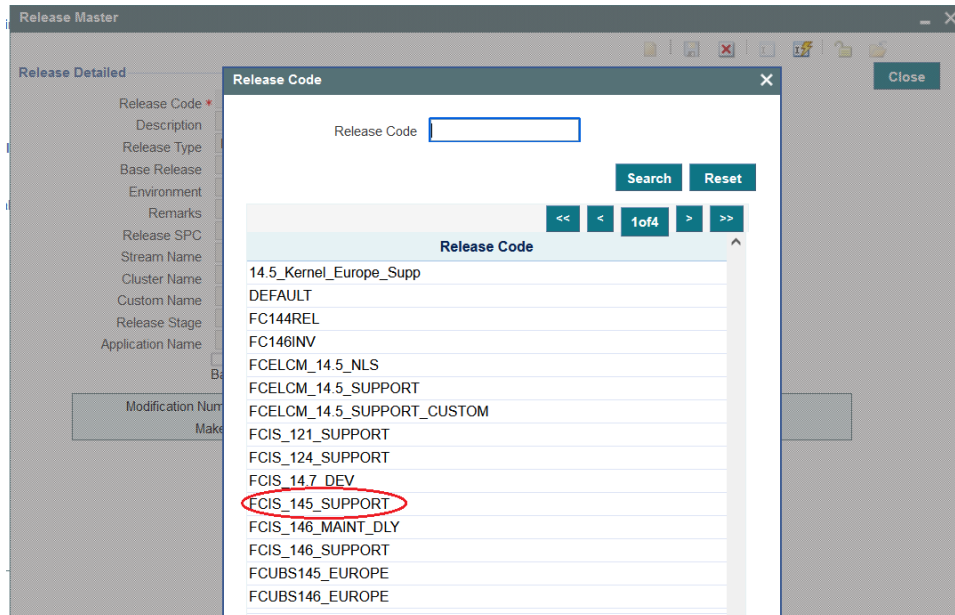 Release Master
Release Detailed
Close
Release Code *
Description
Release Type
Base Release
Environment
Remarks
Release SPC
Stream Name
Cluster Name
Custom Name
Release Stage
Application Name
Modification Num
Make
Release Code
Release Code
Search Reset
<< < 1of4 > >>
Release Code
14.5_Kernel_Europe_Supp
DEFAULT
FC144REL
FC146INV
FCELCM_14.5_NLS
FCELCM_14.5_SUPPORT
FCELCM_14.5_SUPPORT_CUSTOM
FCIS_121_SUPPORT
FCIS_124_SUPPORT
FCIS_14.7_DEV
FCIS_145_SUPPORT
FCIS_146_MAINT_DLY
FCIS_146_SUPPORT
FCUBS145_EUROPE
FCUBS146_EUROPE